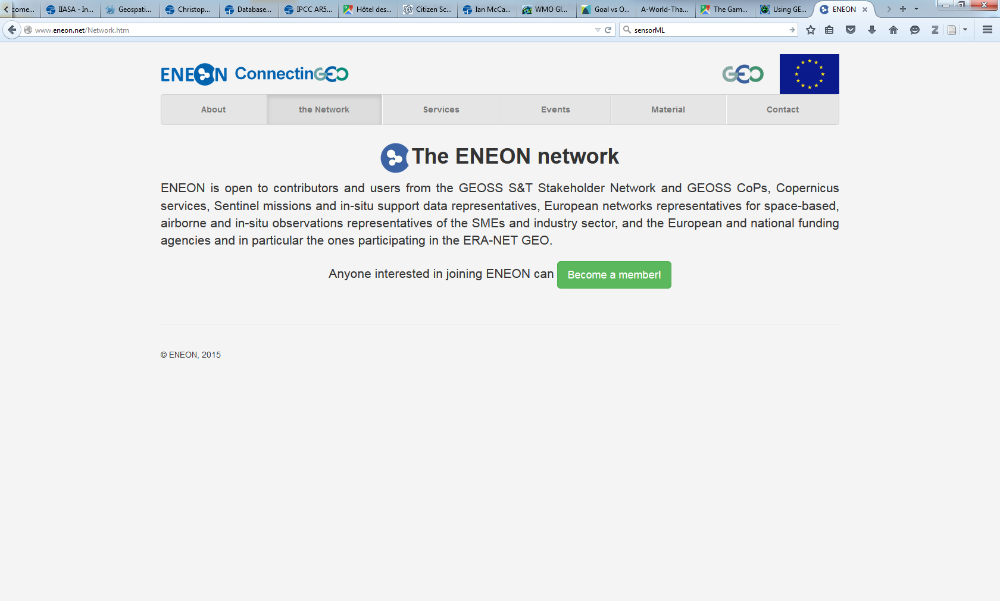 come...
IIASA - In...
Geospati...
Christop...
Database...
IPCC AR5...
Hôtel des...
Citizen Sc...
Ian McCa...
WMO Gl...
Goal vs O...
A-World-Tha...
The Gam...
Using GE...
ENEON
www.eneon.net/Network.htm
sensorML
ENEON ConnectinGEO
GEO
About
the Network
Services
Events
Material
Contact
The ENEON network
ENEON is open to contributors and users from the GEOSS S&T Stakeholder Network and GEOSS CoPs, Copernicus
services, Sentinel missions and in-situ support data representatives, European networks representatives for space-based,
airborne and in-situ observations representatives of the SMEs and industry sector, and the European and national funding
agencies and in particular the ones participating in the ERA-NET GEO.
Anyone interested in joining ENEON can Become a member!
© ENEON, 2015